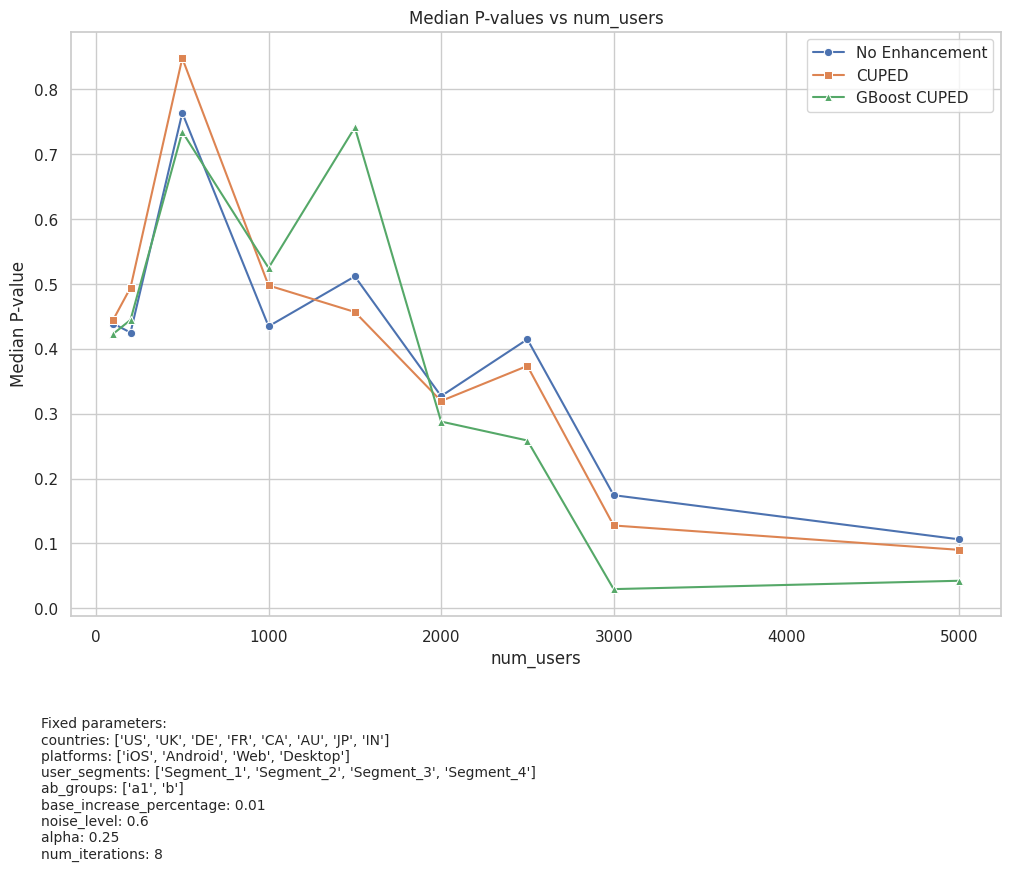 Median P-values vs num_users
No Enhancement
CUPED
GBoost CUPED
Median P-value
0.8
0.7
0.6
0.5
0.4
0.3
0.2
0.1
0.0
0 1000 2000 3000 4000 5000
num_users
Fixed parameters:
countries: ['US', 'UK', 'DE', 'FR', 'CA', 'AU', 'JP', 'IN']
platforms: ['iOS', 'Android', 'Web', 'Desktop']
user_segments: ['Segment_1', 'Segment_2', 'Segment_3', 'Segment_4']
ab_groups: ['a1', 'b']
base_increase_percentage: 0.01
noise_level: 0.6
alpha: 0.25
num_iterations: 8